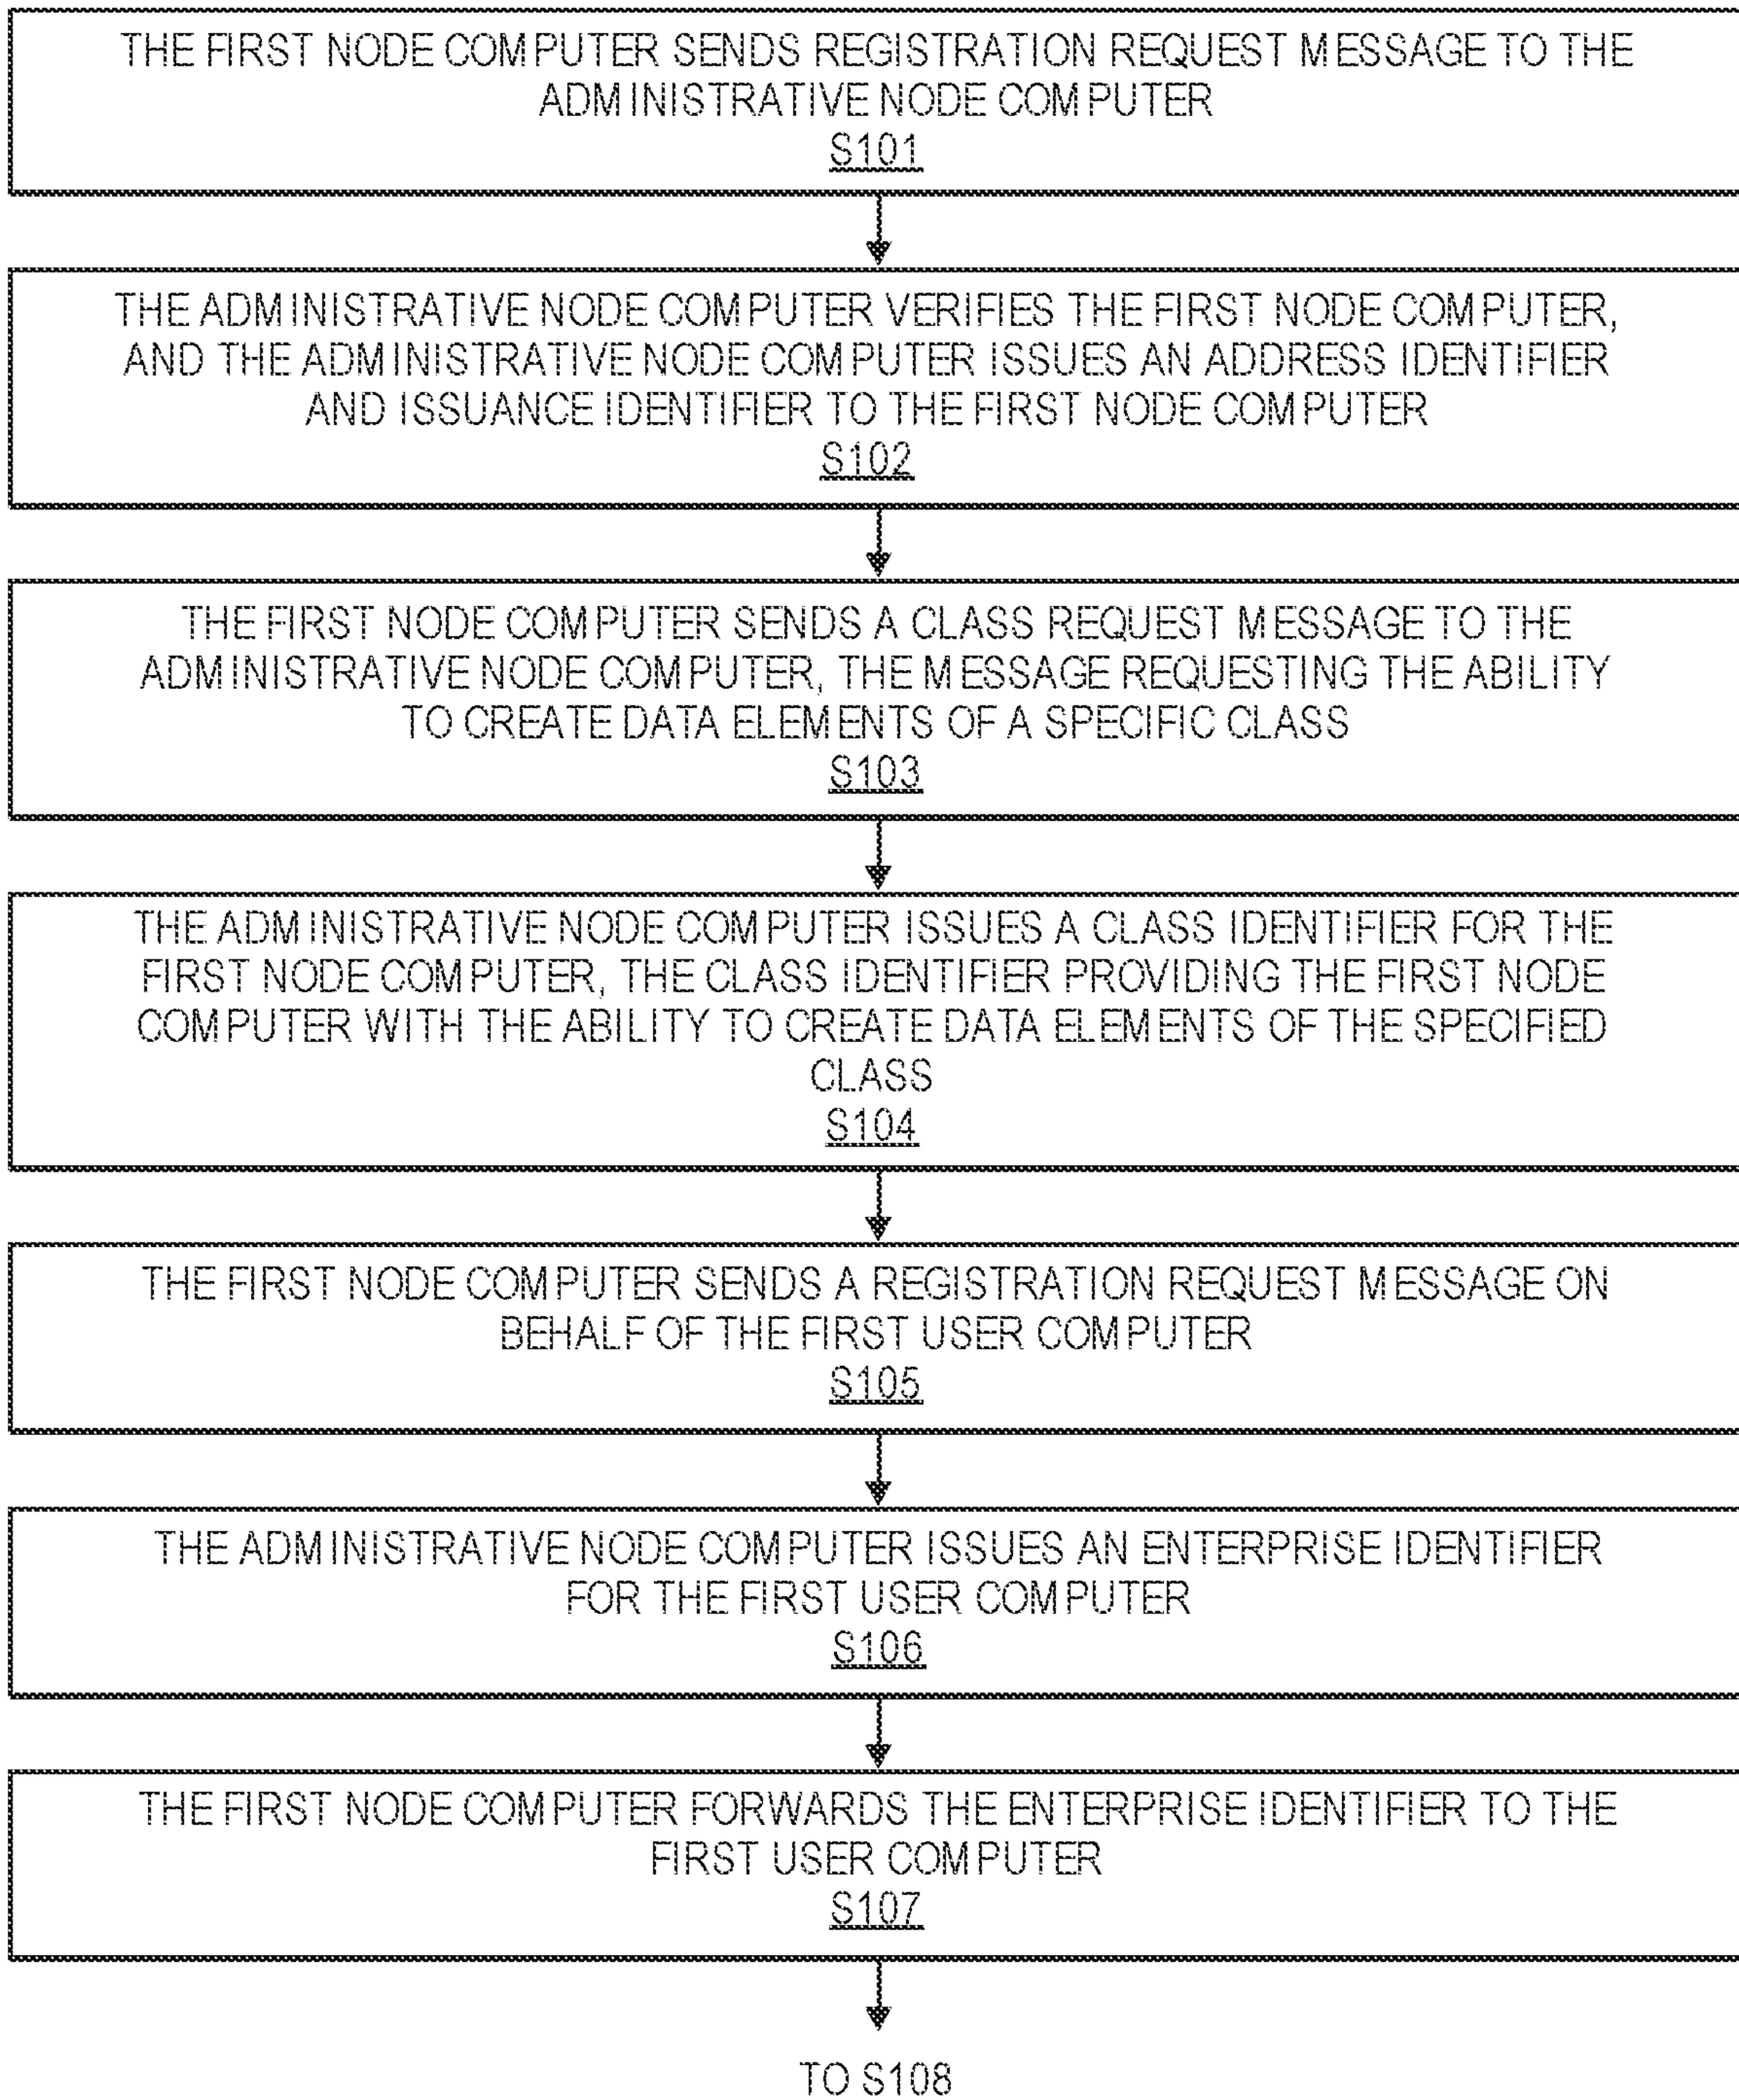 THE FIRST NODE COMPUTER SENDS REGISTRATION REQUEST MESSAGE TO THE
ADMINISTRATIVE NODE COMPUTER
S101
THE ADMINISTRATIVE NODE COMPUTER VERIFIES THE FIRST NODE COMPUTER,
AND THE ADMINISTRATIVE NODE COMPUTER ISSUES AN ADDRESS IDENTIFIER
AND ISSUANCE IDENTIFIER TO THE FIRST NODE COMPUTER
S102
THE FIRST NODE COMPUTER SENDS A CLASS REQUEST MESSAGE TO THE
ADMINISTRATIVE NODE COMPUTER, THE MESSAGE REQUESTING THE ABILITY
TO CREATE DATA ELEMENTS OF A SPECIFIC CLASS
S103
THE ADMINISTRATIVE NODE COMPUTER ISSUES A CLASS IDENTIFIER FOR THE
FIRST NODE COMPUTER, THE CLASS IDENTIFIER PROVIDING THE FIRST NODE
COMPUTER WITH THE ABILITY TO CREATE DATA ELEMENTS OF THE SPECIFIED
CLASS
S104
THE FIRST NODE COMPUTER SENDS A REGISTRATION REQUEST MESSAGE ON
BEHALF OF THE FIRST USER COMPUTER
S105
THE ADMINISTRATIVE NODE COMPUTER ISSUES AN ENTERPRISE IDENTIFIER
FOR THE FIRST USER COMPUTER
S106
THE FIRST NODE COMPUTER FORWARDS THE ENTERPRISE IDENTIFIER TO THE
FIRST USER COMPUTER
S107
TO S108